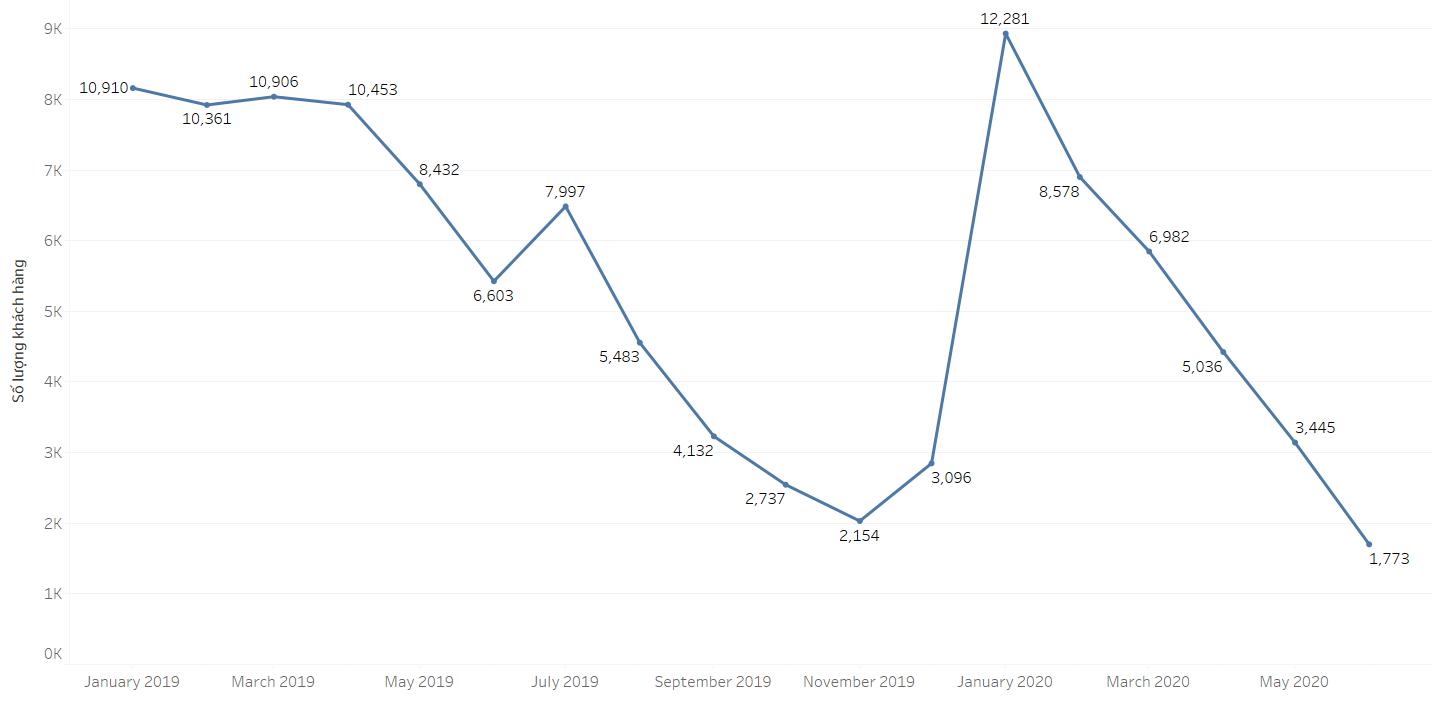 Số lượng khách hàng
9K
8K
7K
6K
5K
4K
3K
2K
1K
0K
10,910
10,361
10,906
10,453
8,432
6,603
7,997
5,483
4,132
2,737
2,154
3,096
12,281
8,578
6,982
5,036
3,445
1,773
January 2019
March 2019
May 2019
July 2019
September 2019
November 2019
January 2020
March 2020
May 2020